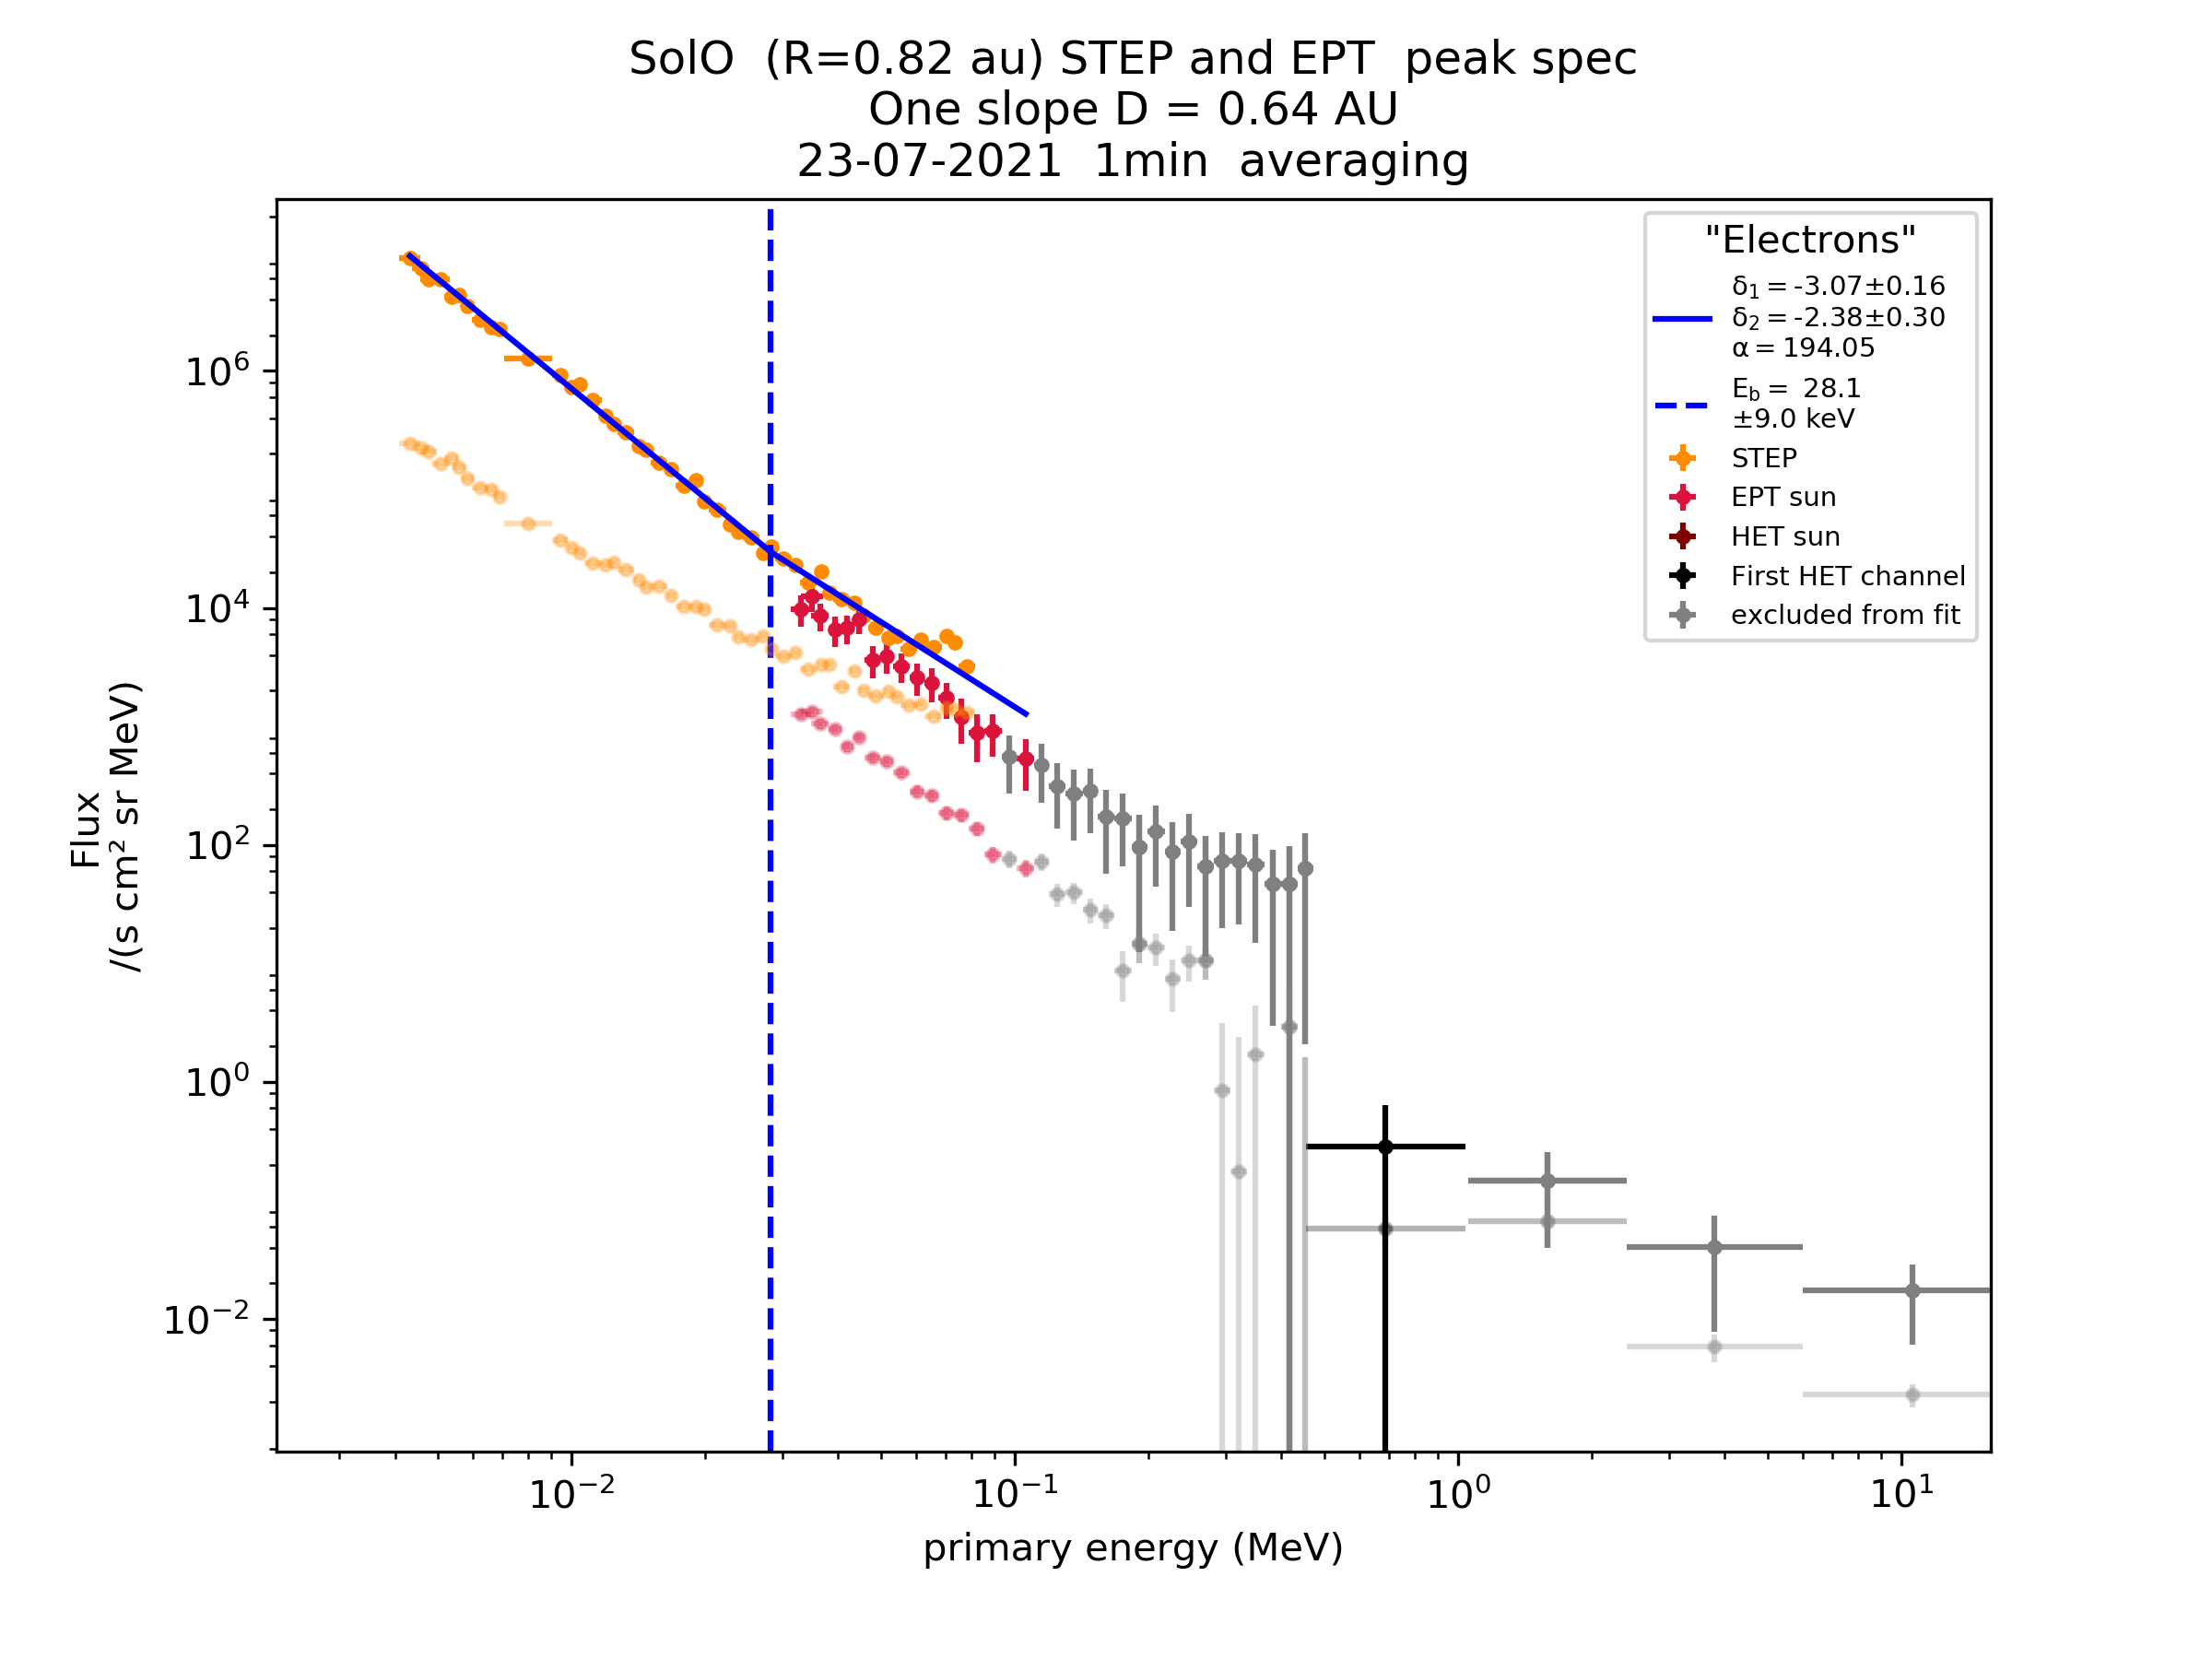 SolO (R=0.82 au) STEP and EPT peak spec
One slope D = 0.64 AU
23-07-2021 1min averaging
"Electrons"
δ₁ = -3.07±0.16
δ₂ = -2.38±0.30
α = 194.05
E_b = 28.1
±9.0 keV
STEP
EPT sun
HET sun
First HET channel
excluded from fit
Flux
/(s cm² sr MeV)
10⁶
10⁴
10²
10⁰
10⁻²
10⁻² 10⁻¹ 10⁰ 10¹
primary energy (MeV)